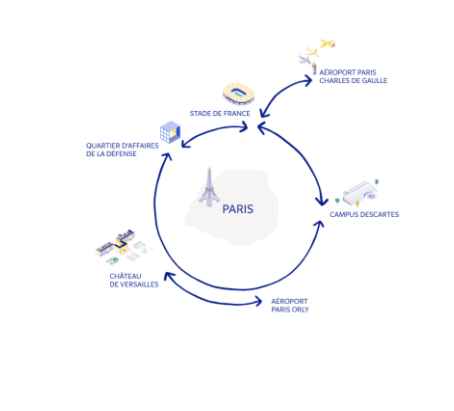 AÉROPORT PARIS
CHARLES DE GAULLE
STADE DE FRANCE
QUARTIER D'AFFAIRES
DE LA DÉFENSE
PARIS
CAMPUS DESCARTES
CHÂTEAU
DE VERSAILLES
AÉROPORT
PARIS ORLY